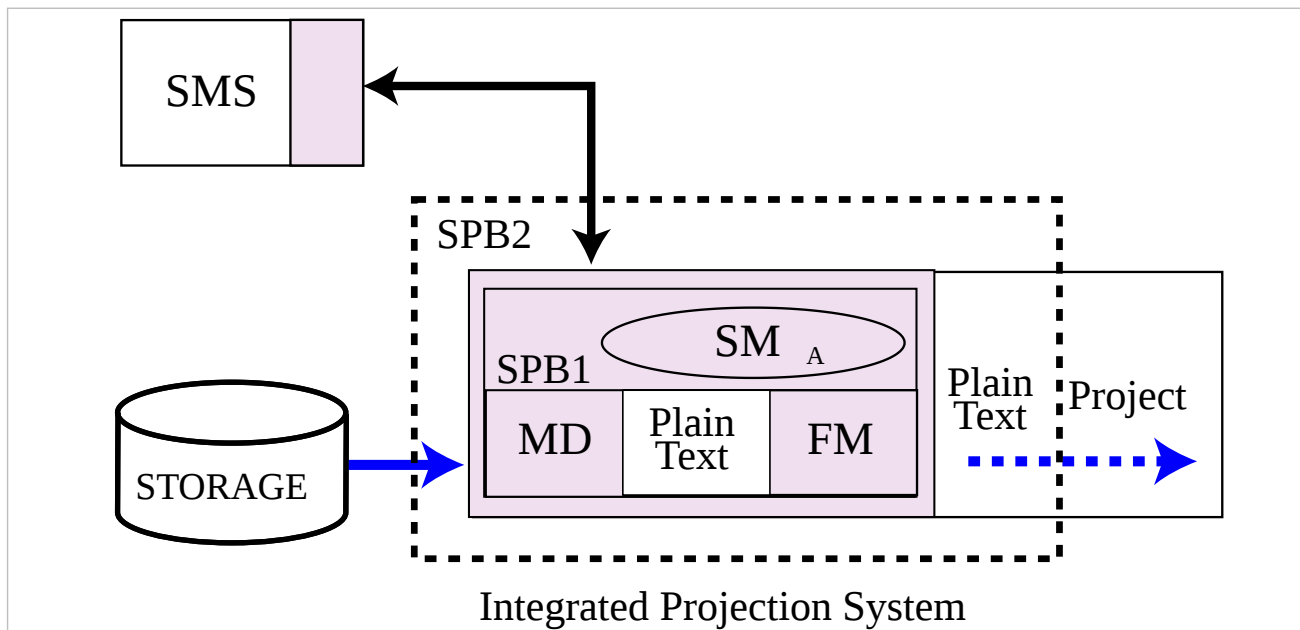 SMS
SPB2
SM A
SPB1
MD
Plain
Text
FM
Plain
Text
Project
STORAGE
Integrated Projection System